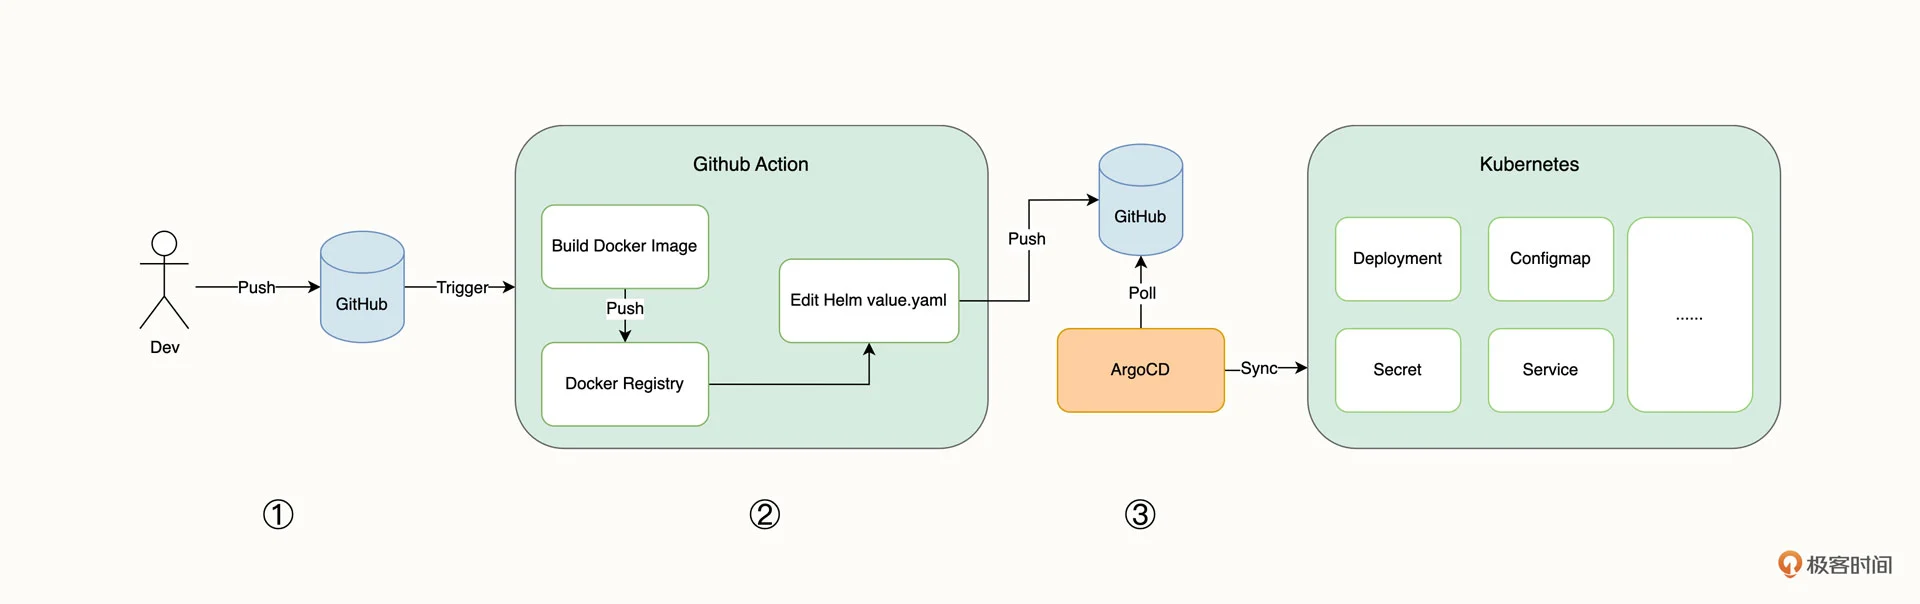 Dev
Push
GitHub
Trigger
Github Action
Build Docker Image
Push
Docker Registry
Edit Helm value.yaml
Push
GitHub
Poll
ArgoCD
Sync
Kubernetes
Deployment
Configmap
......
Secret
Service
①
②
③
极客时间